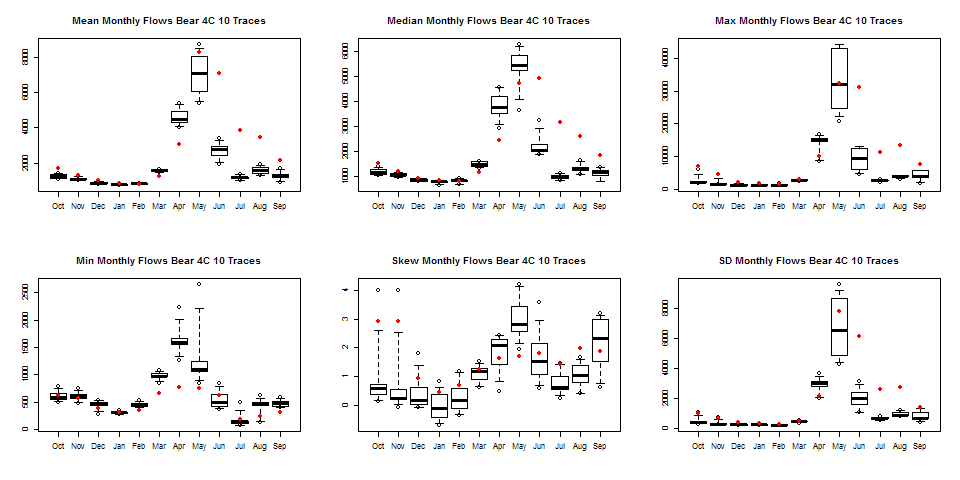 Mean Monthly Flows Bear 4C 10 Traces
8000
6000
4000
2000
Oct Nov Dec Jan Feb Mar Apr May Jun Jul Aug Sep
Median Monthly Flows Bear 4C 10 Traces
6000
5000
4000
3000
2000
1000
Oct Nov Dec Jan Feb Mar Apr May Jun Jul Aug Sep
Max Monthly Flows Bear 4C 10 Traces
40000
30000
20000
10000
0
Oct Nov Dec Jan Feb Mar Apr May Jun Jul Aug Sep
Min Monthly Flows Bear 4C 10 Traces
2500
2000
1500
1000
500
0
Oct Nov Dec Jan Feb Mar Apr May Jun Jul Aug Sep
Skew Monthly Flows Bear 4C 10 Traces
4
3
2
1
0
Oct Nov Dec Jan Feb Mar Apr May Jun Jul Aug Sep
SD Monthly Flows Bear 4C 10 Traces
8000
6000
4000
2000
0
Oct Nov Dec Jan Feb Mar Apr May Jun Jul Aug Sep